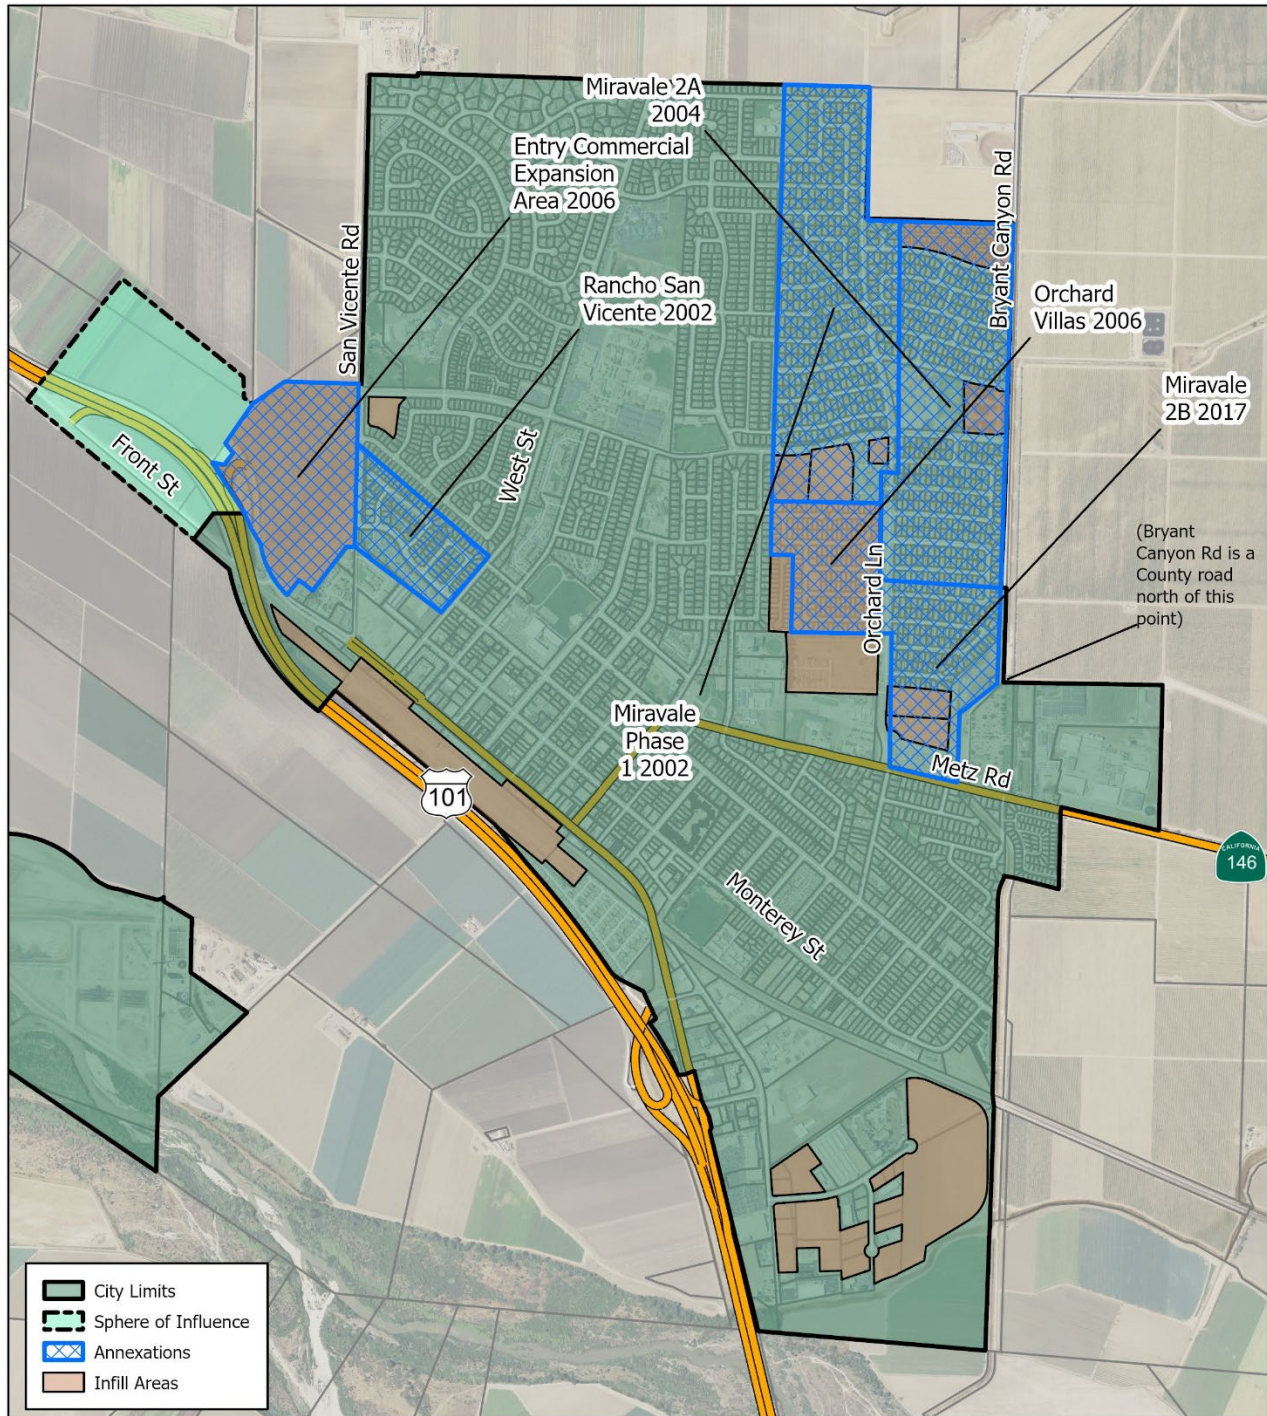 Miravale 2A
2004
Entry Commercial
Expansion
Area 2006
San Vicente Rd
Rancho San
Vicente 2002
Bryant Canyon Rd
Orchard
Villas 2006
Miravale
2B 2017
Front St
West St
(Bryant
Canyon Rd is a
County road
north of this
point)
Orchard Ln
Miravale
Phase
1 2002
Metz Rd
101
CALIFORNIA
146
Monterey St
City Limits
Sphere of Influence
Annexations
Infill Areas